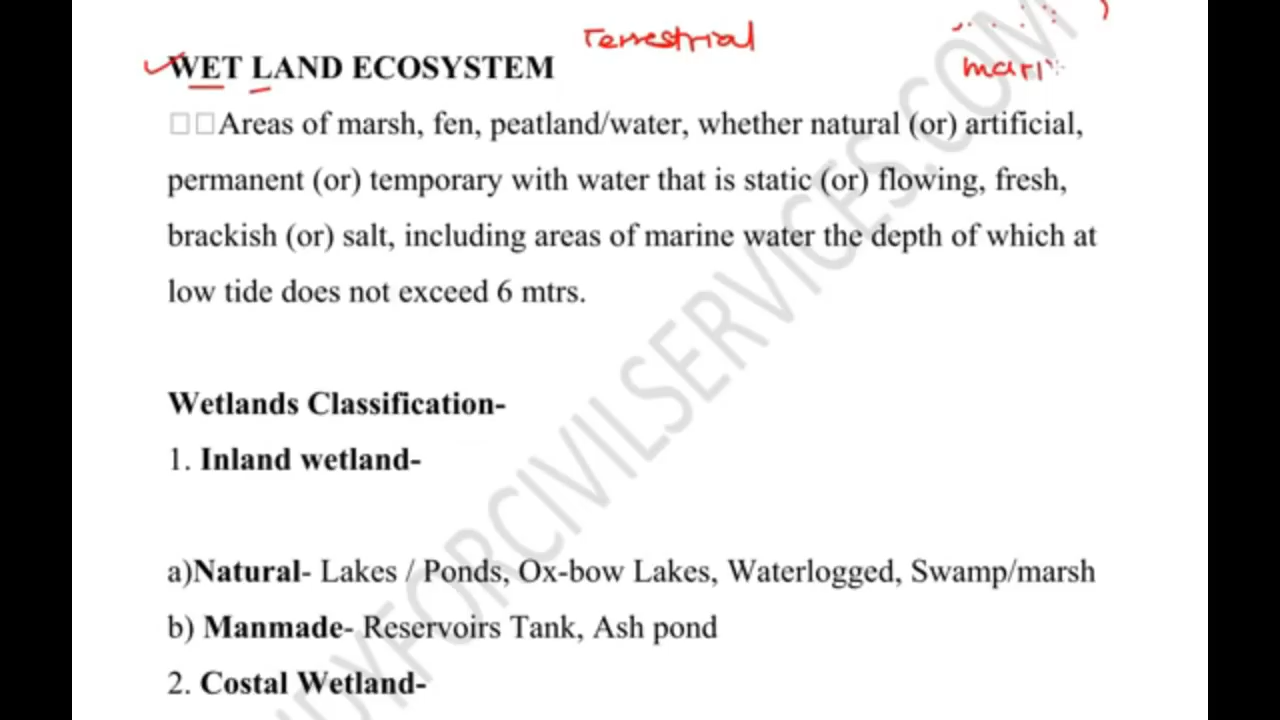 Terrestrial
WET LAND ECOSYSTEM
Areas of marsh, fen, peatland/water, whether natural (or) artificial,
permanent (or) temporary with water that is static (or) flowing, fresh,
brackish (or) salt, including areas of marine water the depth of which at
low tide does not exceed 6 mtrs.
Wetlands Classification-
1. Inland wetland-
a)Natural- Lakes / Ponds, Ox-bow Lakes, Waterlogged, Swamp/marsh
b) Manmade- Reservoirs Tank, Ash pond
2. Costal Wetland-